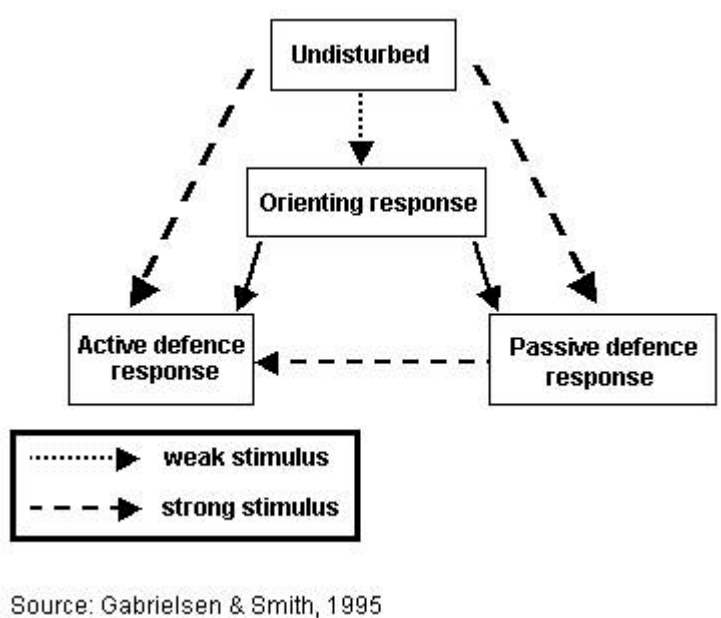 Undisturbed
Orienting response
Active defence
response
Passive defence
response
weak stimulus
strong stimulus
Source: Gabrielsen & Smith, 1995